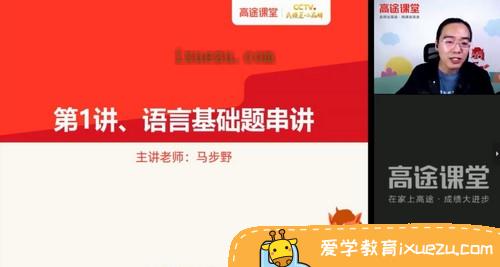 高途课堂
CCTV
高途课堂
ixuezu.com
第1讲、语言基础题串讲
主讲老师：马步野
高途课堂
在家上高途·成绩大进步
爱学教育ixuezu.com